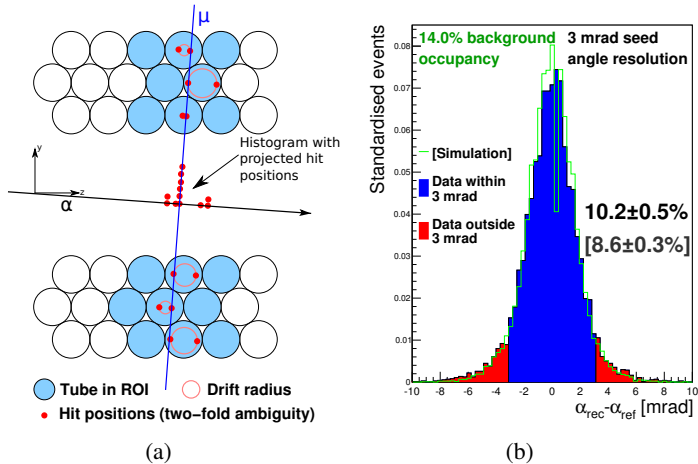 μ
y
z
α
Histogram with
projected hit
positions
Tube in ROI
Drift radius
Hit positions (two-fold ambiguity)
(a)
Standardised events
0.08
0.07
0.06
0.05
0.04
0.03
0.02
0.01
0
14.0% background
occupancy
3 mrad seed
angle resolution
[Simulation]
Data within
3 mrad
Data outside
3 mrad
10.2±0.5%
[8.6±0.3%]
-10 -8 -6 -4 -2 0 2 4 6 8 10
α_rec-α_ref [mrad]
(b)